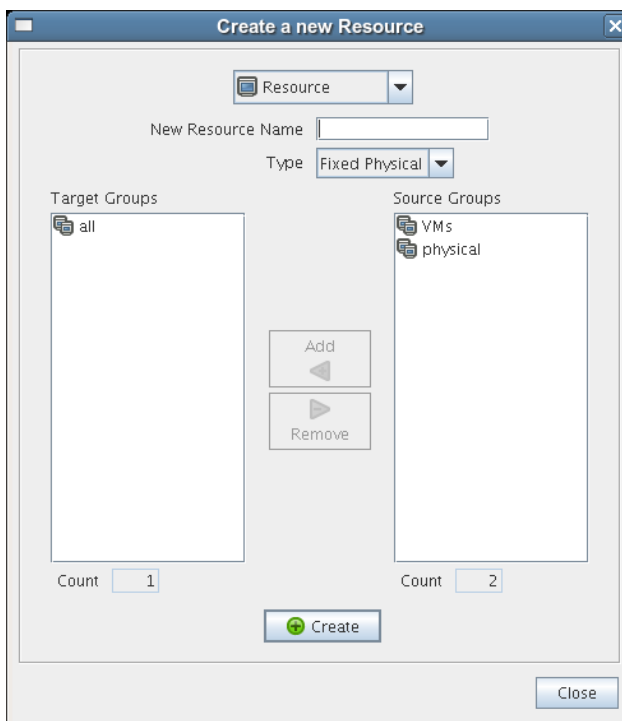 Create a new Resource
Resource
New Resource Name
Type Fixed Physical
Target Groups
all
Source Groups
VMs
physical
Add
Remove
Count 1
Count 2
Create
Close